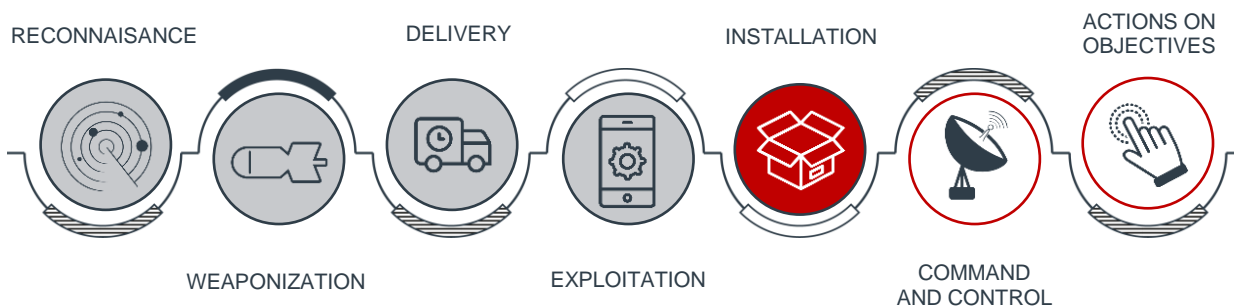 RECONNAISANCE
WEAPONIZATION
DELIVERY
EXPLOITATION
INSTALLATION
COMMAND
AND CONTROL
ACTIONS ON
OBJECTIVES